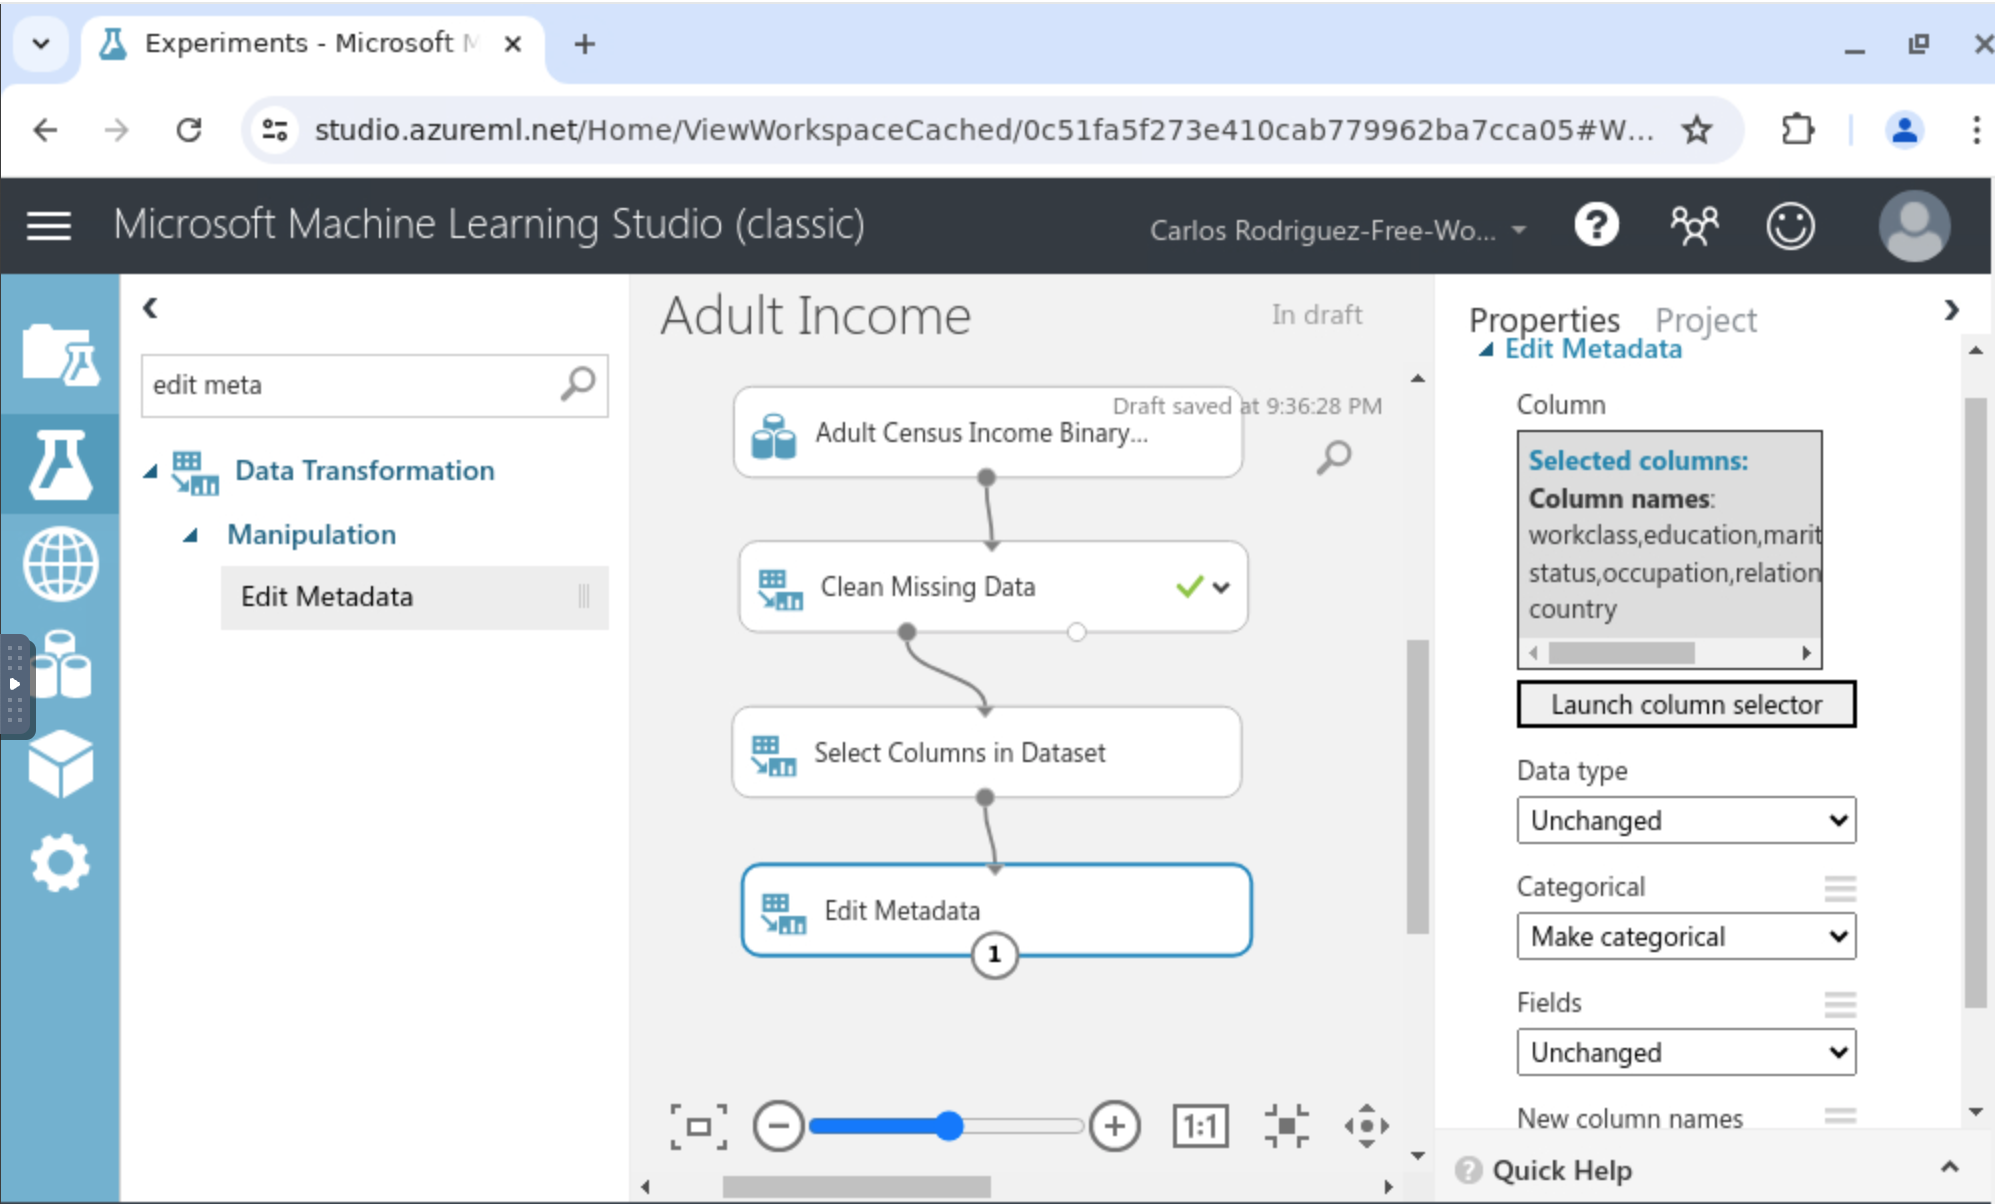 Experiments - Microsoft M
studio.azureml.net/Home/ViewWorkspaceCached/0c51fa5f273e410cab779962ba7cca05#W...
Microsoft Machine Learning Studio (classic)
Carlos Rodriguez-Free-Wo...
?
edit meta
Data Transformation
Manipulation
Edit Metadata
Adult Income
In draft
Draft saved at 9:36:28 PM
Adult Census Income Binary...
Clean Missing Data
Select Columns in Dataset
Edit Metadata
1
1:1
Properties Project
Edit Metadata
Column
Selected columns:
Column names:
workclass,education,marit
status,occupation,relation
country
Launch column selector
Data type
Unchanged
Categorical
Make categorical
Fields
Unchanged
New column names
? Quick Help